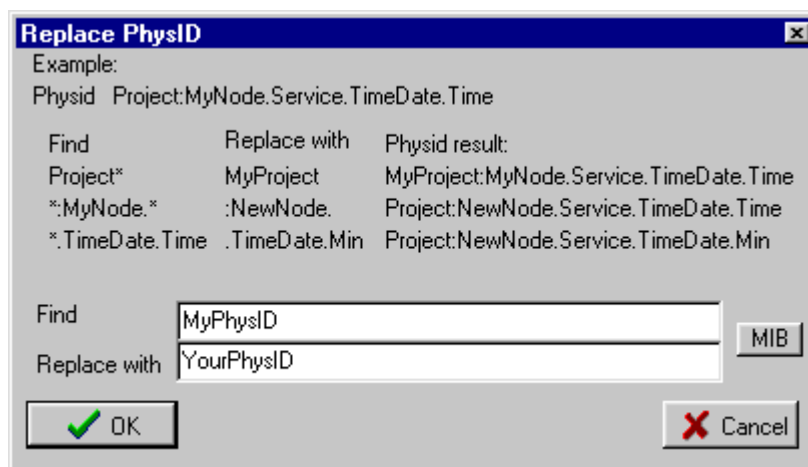 Replace PhysID
Example:
Physid Project:MyNode.Service.TimeDate.Time
Find Replace with Physid result:
Project* MyProject MyProject:MyNode.Service.TimeDate.Time
*:MyNode.* :NewNode. Project:NewNode.Service.TimeDate.Time
*.TimeDate.Time .TimeDate.Min Project:NewNode.Service.TimeDate.Min
Find MyPhysID
MIB
Replace with YourPhysID
OK Cancel